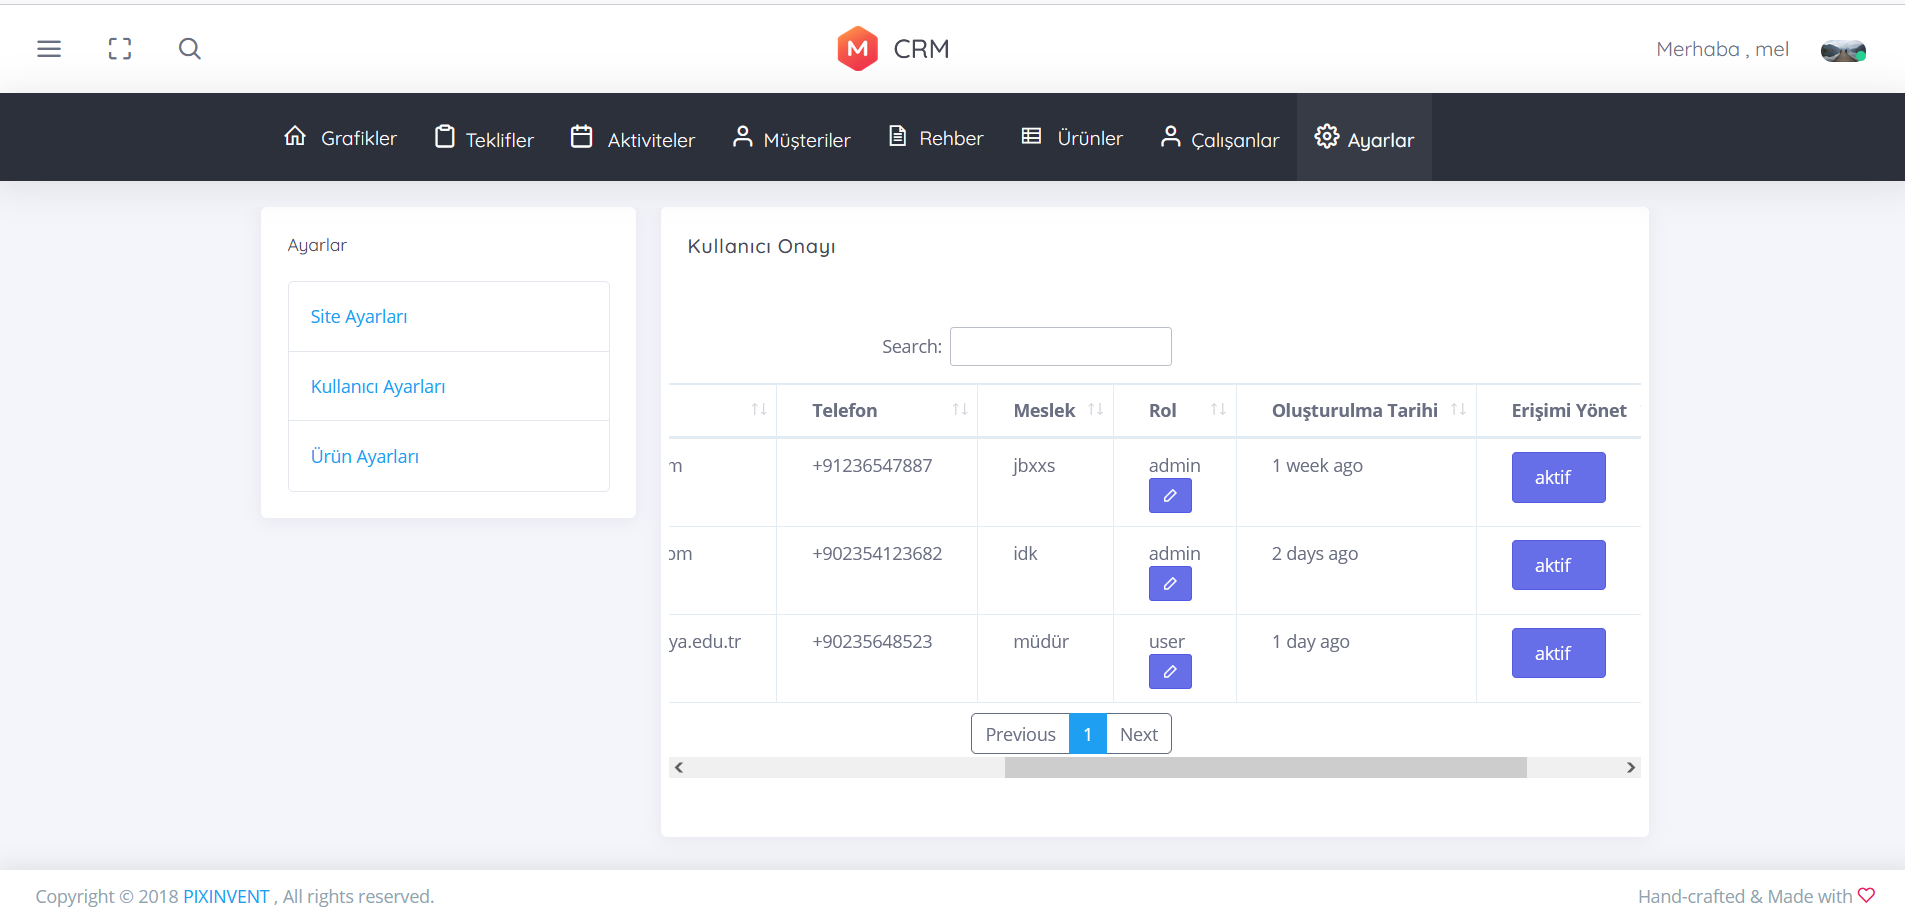 M CRM
Merhaba , mel
Grafikler Teklifler Aktiviteler Müşteriler Rehber Ürünler Çalışanlar Ayarlar
Ayarlar
Site Ayarları
Kullanıcı Ayarları
Ürün Ayarları
Kullanıcı Onayı
Search:
Telefon Meslek Rol Oluşturulma Tarihi Erişimi Yönet
m +91236547887 jbxxs admin 1 week ago aktif
om +902354123682 idk admin 2 days ago aktif
ya.edu.tr +90235648523 müdür user 1 day ago aktif
Previous 1 Next
Copyright © 2018 PIXINVENT , All rights reserved.
Hand-crafted & Made with